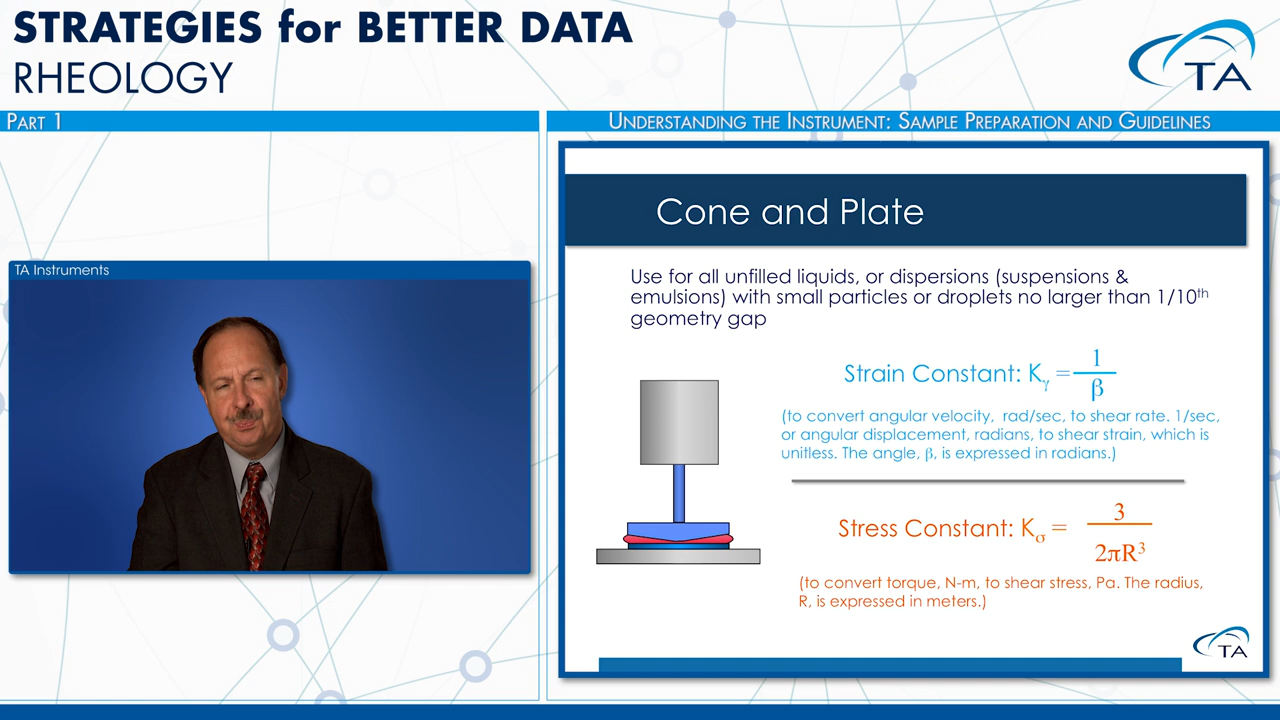 STRATEGIES for BETTER DATA
RHEOLOGY
TA
PART 1
UNDERSTANDING THE INSTRUMENT: SAMPLE PREPARATION AND GUIDELINES
TA Instruments
Cone and Plate
Use for all unfilled liquids, or dispersions (suspensions &
emulsions) with small particles or droplets no larger than 1/10th
geometry gap
Strain Constant: Kγ = 1/β
(to convert angular velocity, rad/sec, to shear rate. 1/sec,
or angular displacement, radians, to shear strain, which is
unitless. The angle, β, is expressed in radians.)
Stress Constant: Kσ = 3/2πR³
(to convert torque, N-m, to shear stress, Pa. The radius,
R, is expressed in meters.)
TA